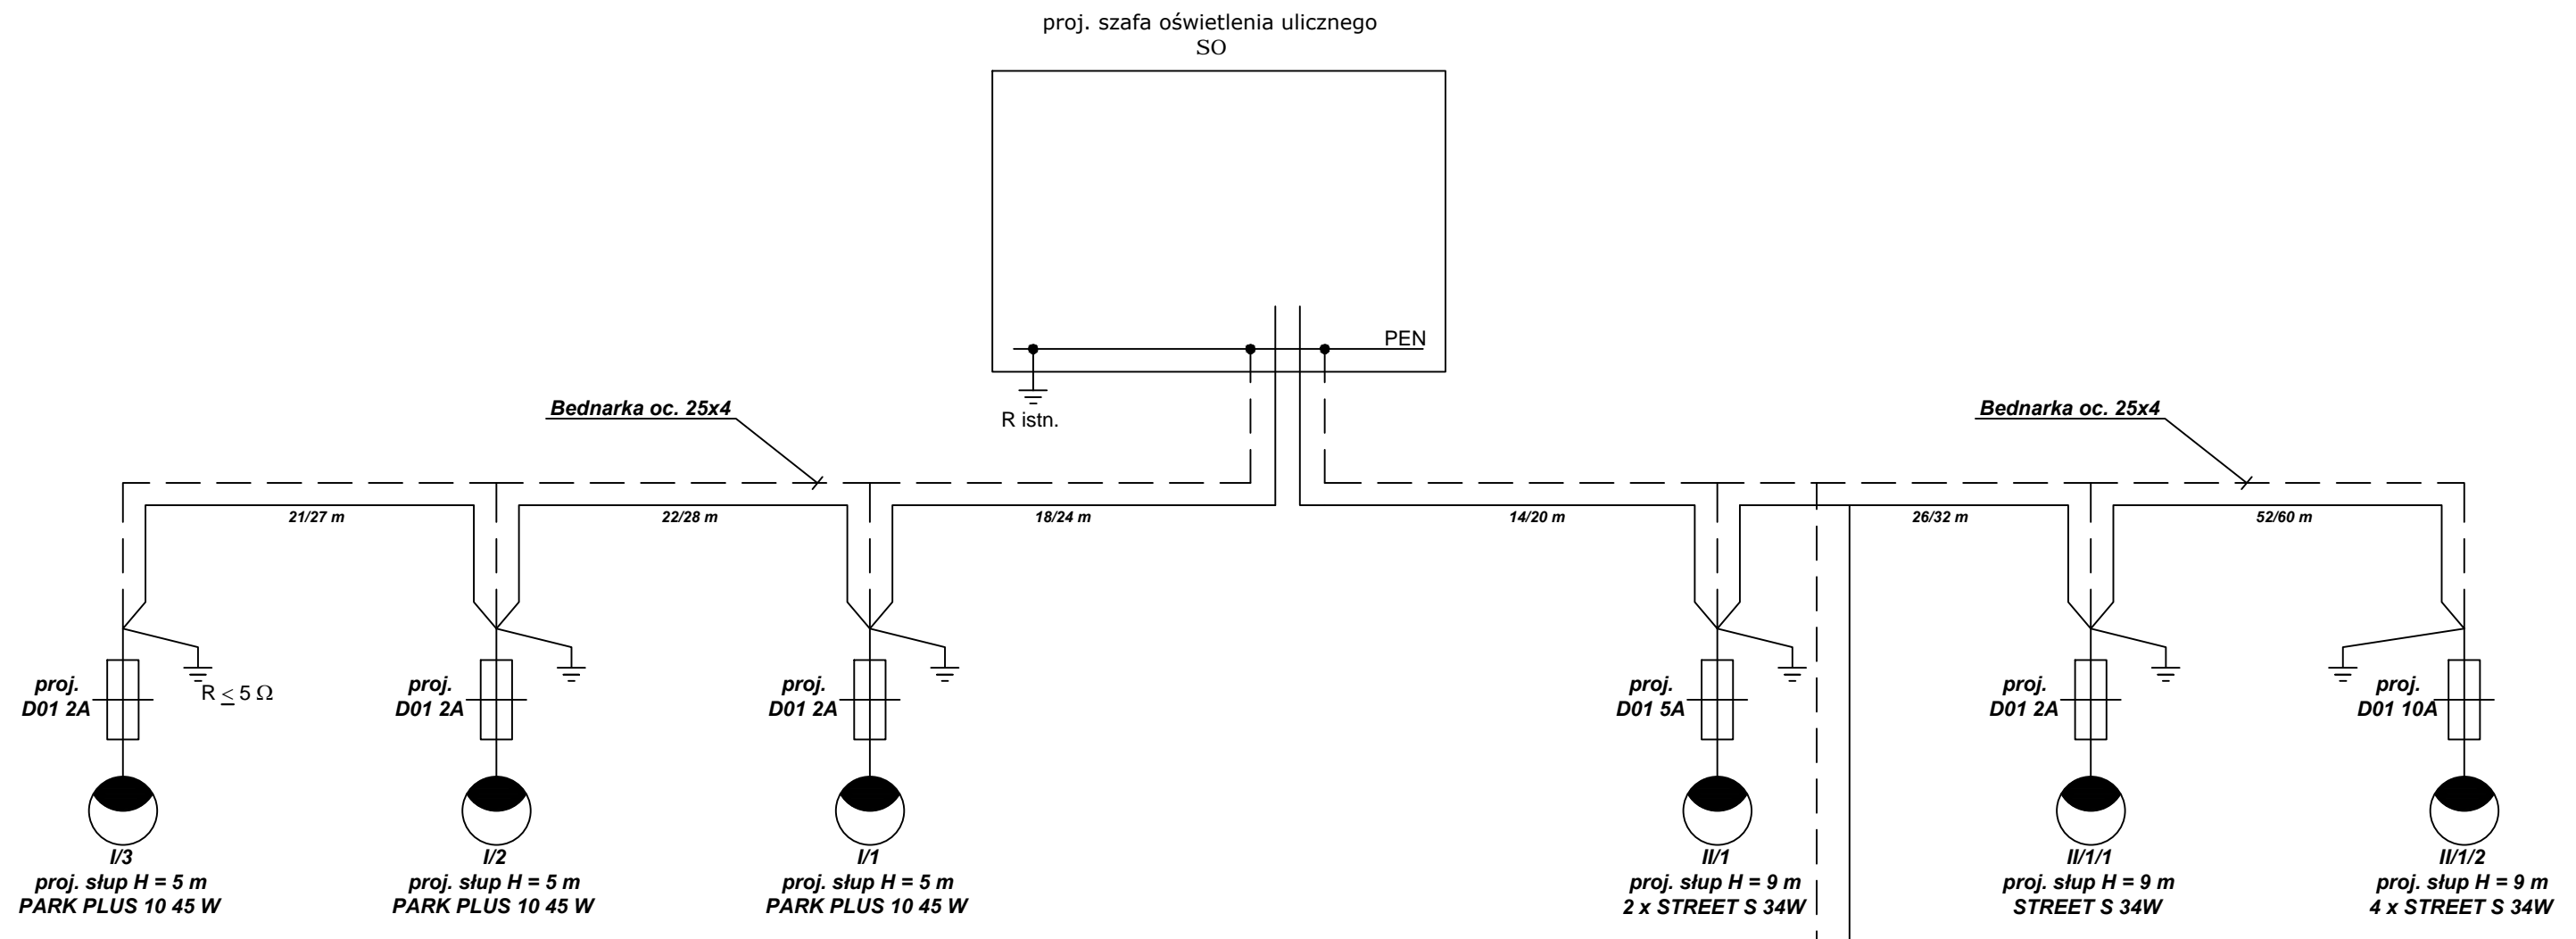 proj. szafa oświetlenia ulicznego
SO
PEN
R istn.
Bednarka oc. 25x4
Bednarka oc. 25x4
21/27 m
22/28 m
18/24 m
14/20 m
26/32 m
52/60 m
proj.
D01 2A
R ≤ 5 Ω
proj.
D01 2A
proj.
D01 2A
proj.
D01 5A
proj.
D01 2A
proj.
D01 10A
I/3
proj. słup H = 5 m
PARK PLUS 10 45 W
I/2
proj. słup H = 5 m
PARK PLUS 10 45 W
I/1
proj. słup H = 5 m
PARK PLUS 10 45 W
II/1
proj. słup H = 9 m
2 x STREET S 34W
II/1/1
proj. słup H = 9 m
STREET S 34W
II/1/2
proj. słup H = 9 m
4 x STREET S 34W